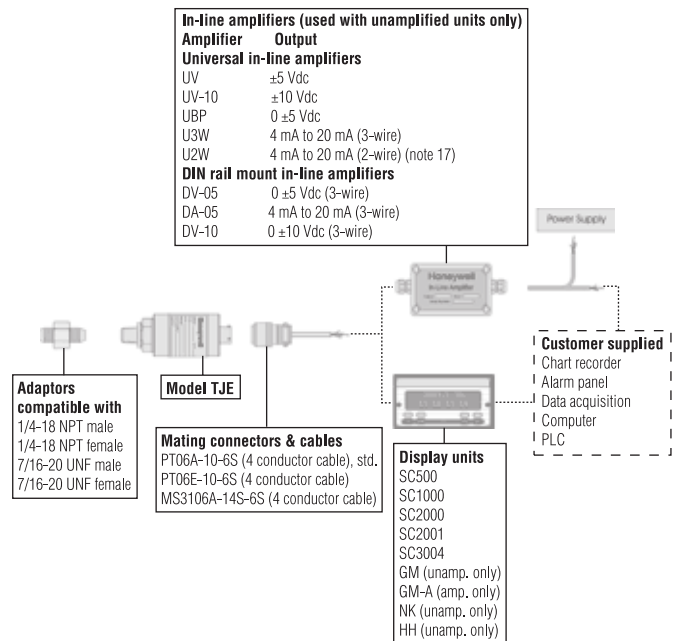 In-line amplifiers (used with unamplified units only)
Amplifier Output
Universal in-line amplifiers
UV ±5 Vdc
UV-10 ±10 Vdc
UBP 0 ±5 Vdc
U3W 4 mA to 20 mA (3-wire)
U2W 4 mA to 20 mA (2-wire) (note 17)
DIN rail mount in-line amplifiers
DV-05 0 ±5 Vdc (3-wire)
DA-05 4 mA to 20 mA (3-wire)
DV-10 0 ±10 Vdc (3-wire)
Power Supply
Honeywell
In-Line Amplifier
Adaptors
compatible with
1/4-18 NPT male
1/4-18 NPT female
7/16-20 UNF male
7/16-20 UNF female
Model TJE
Mating connectors & cables
PT06A-10-6S (4 conductor cable), std.
PT06E-10-6S (4 conductor cable)
MS3106A-14S-6S (4 conductor cable)
Display units
SC500
SC1000
SC2000
SC2001
SC3004
GM (unamp. only)
GM-A (amp. only)
NK (unamp. only)
HH (unamp. only)
Customer supplied
Chart recorder
Alarm panel
Data acquisition
Computer
PLC